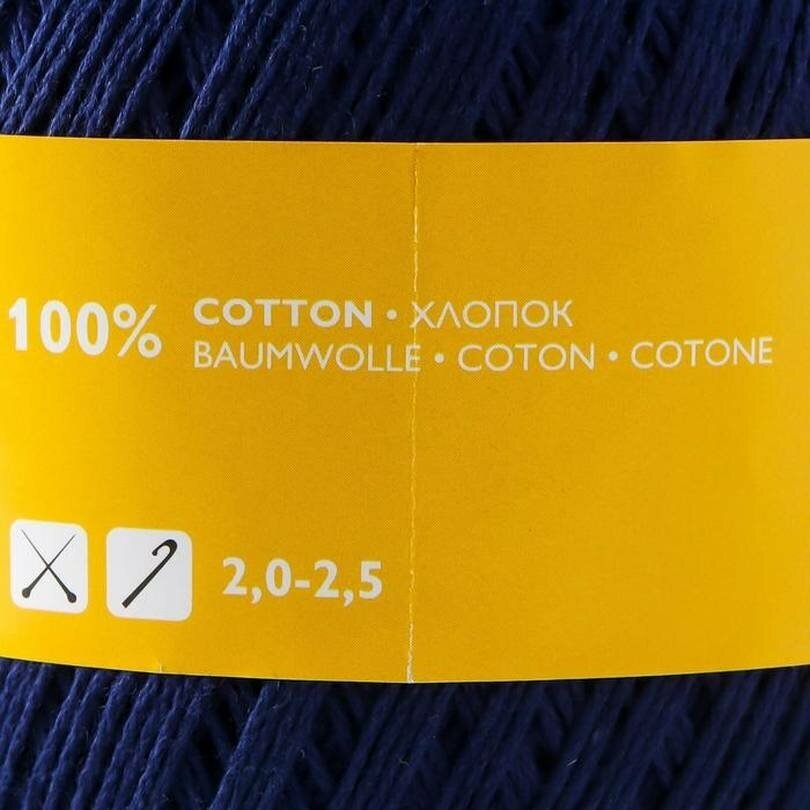 100% COTTON • ХЛОПОК
BAUMWOLLE • COTON • COTONE
2,0-2,5